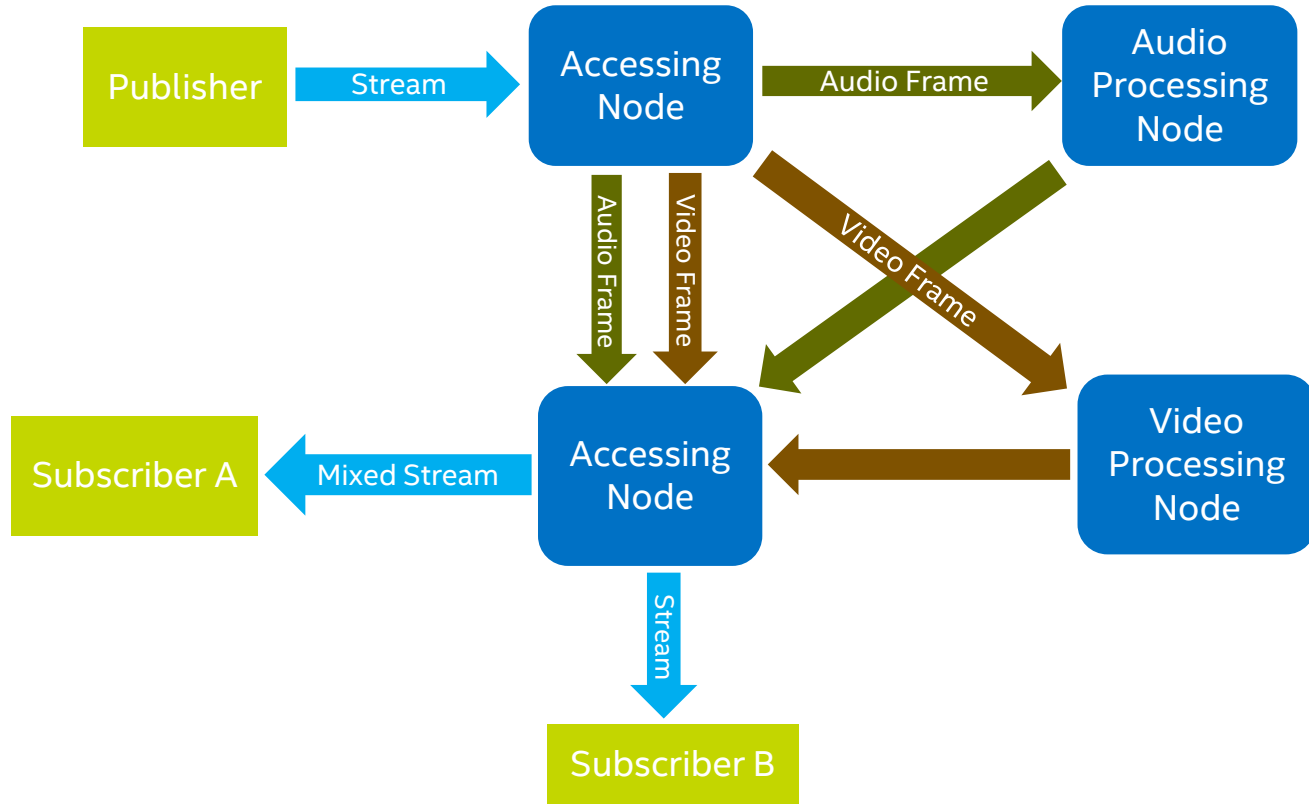 Publisher
Stream
Accessing
Node
Audio Frame
Audio
Processing
Node
Audio Frame
Video Frame
Video Frame
Subscriber A
Mixed Stream
Accessing
Node
Video
Processing
Node
Stream
Subscriber B